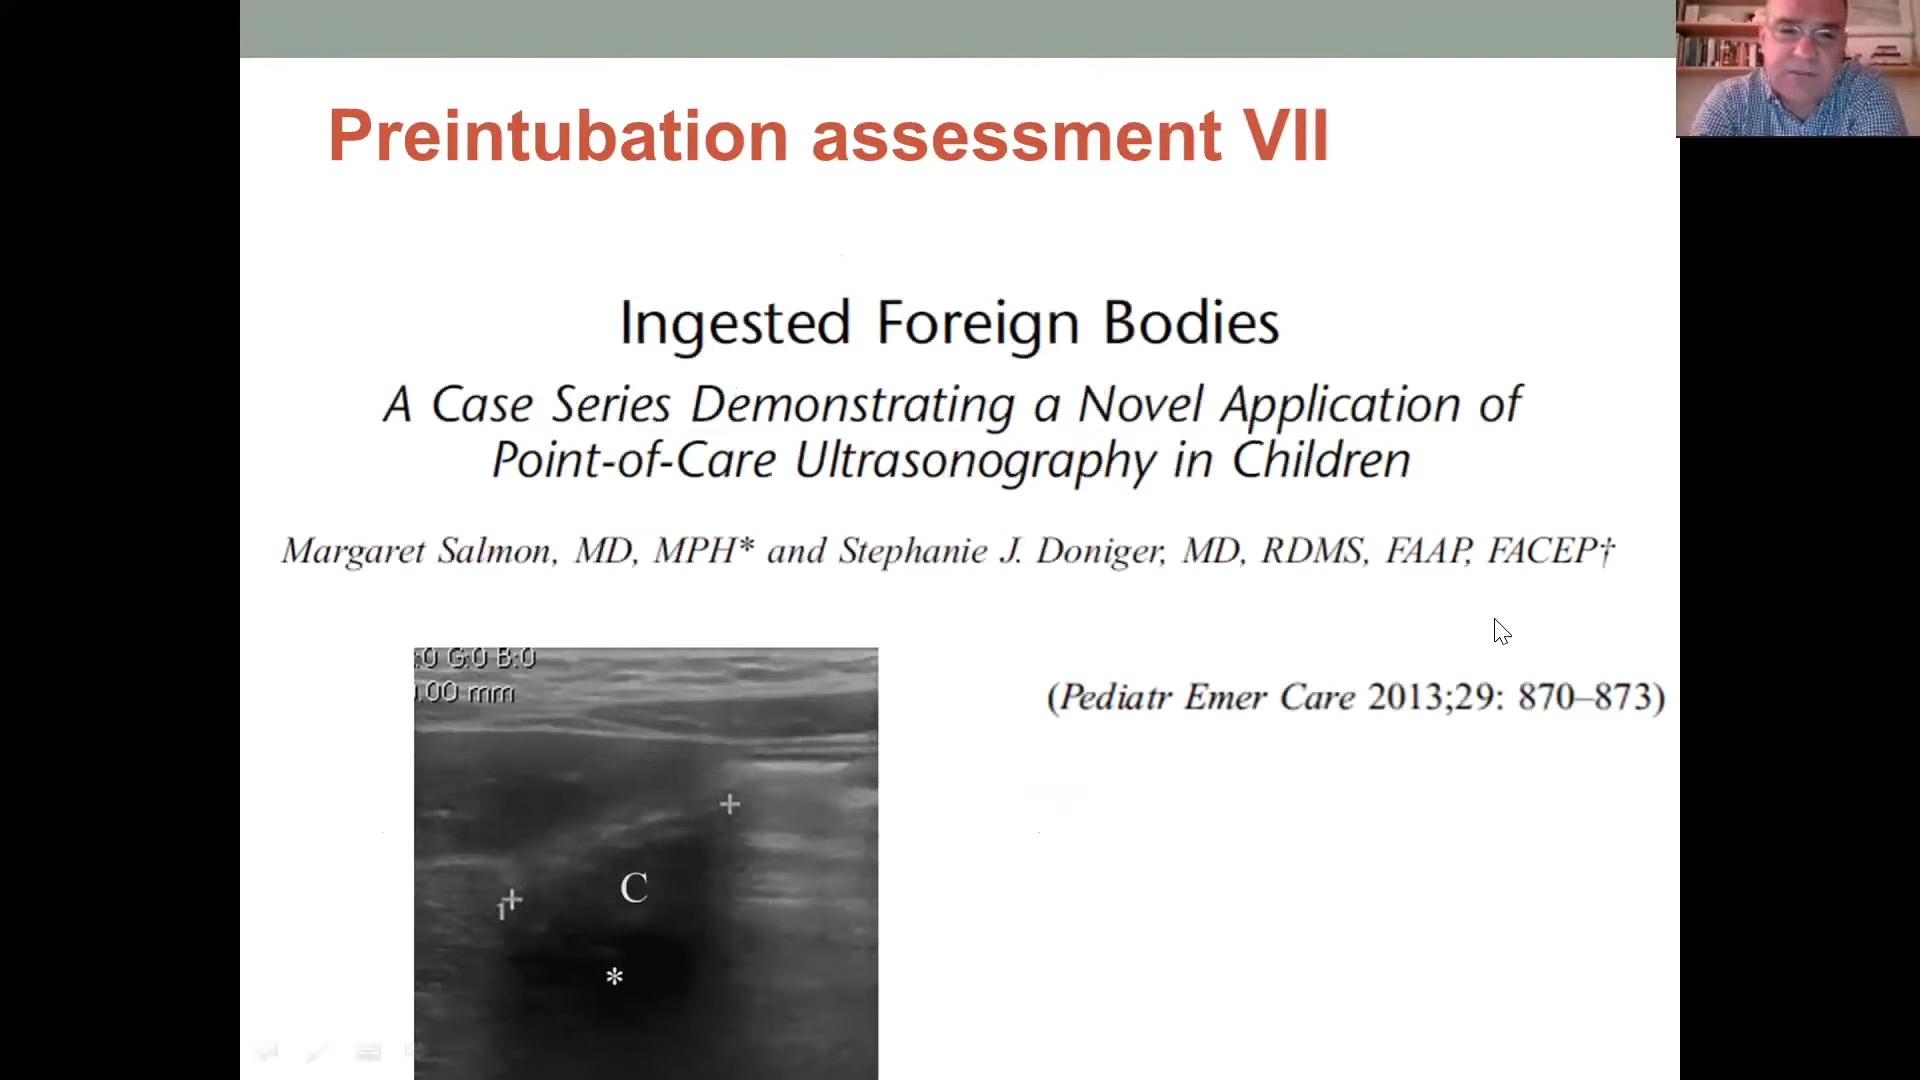 Preintubation assessment VII
Ingested Foreign Bodies
A Case Series Demonstrating a Novel Application of
Point-of-Care Ultrasonography in Children
Margaret Salmon, MD, MPH* and Stephanie J. Doniger, MD, RDMS, FAAP, FACEP†
:0 G:0 B:0
.00 mm
(Pediatr Emer Care 2013;29: 870–873)
C
1
*